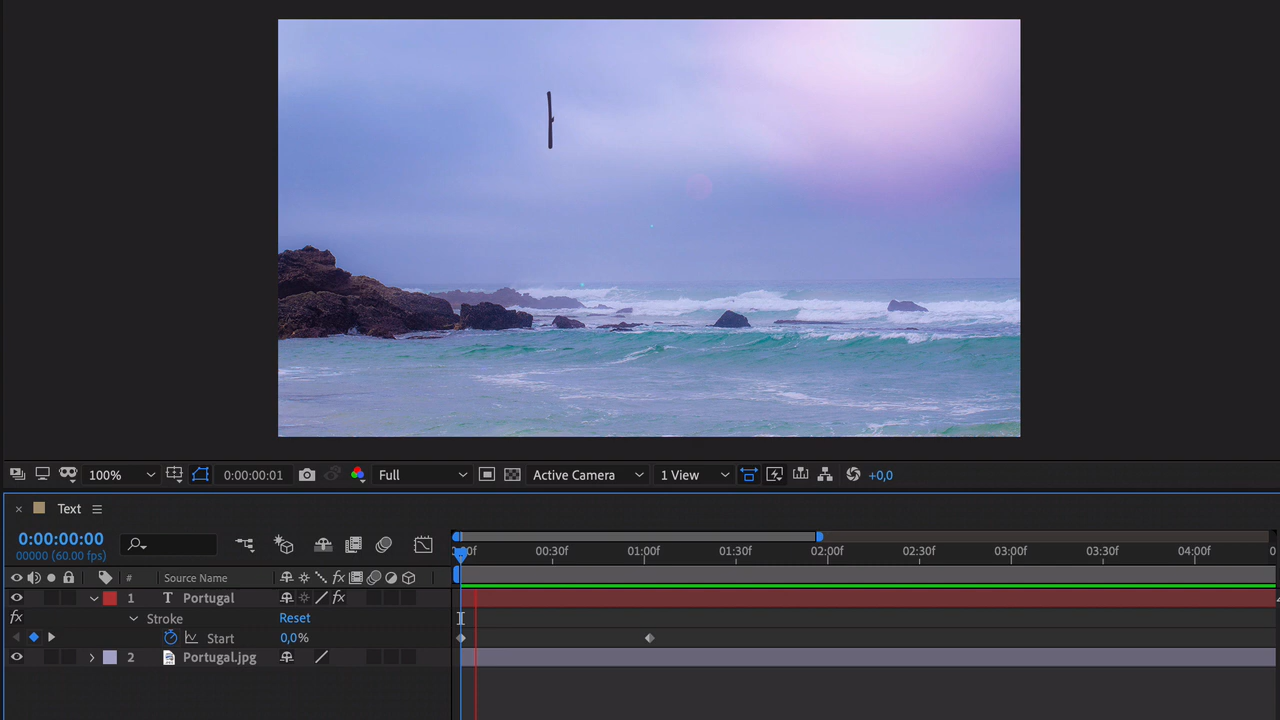 100%
0:00:00:01
Full
Active Camera
1 View
+0,0
Text
0:00:00:00
00000 (60.00 fps)
00:30f
01:00f
01:30f
02:00f
02:30f
03:00f
03:30f
04:00f
#
Source Name
fx
1
T
Portugal
fx
fx
Stroke
Reset
Start
0,0%
2
Portugal.jpg